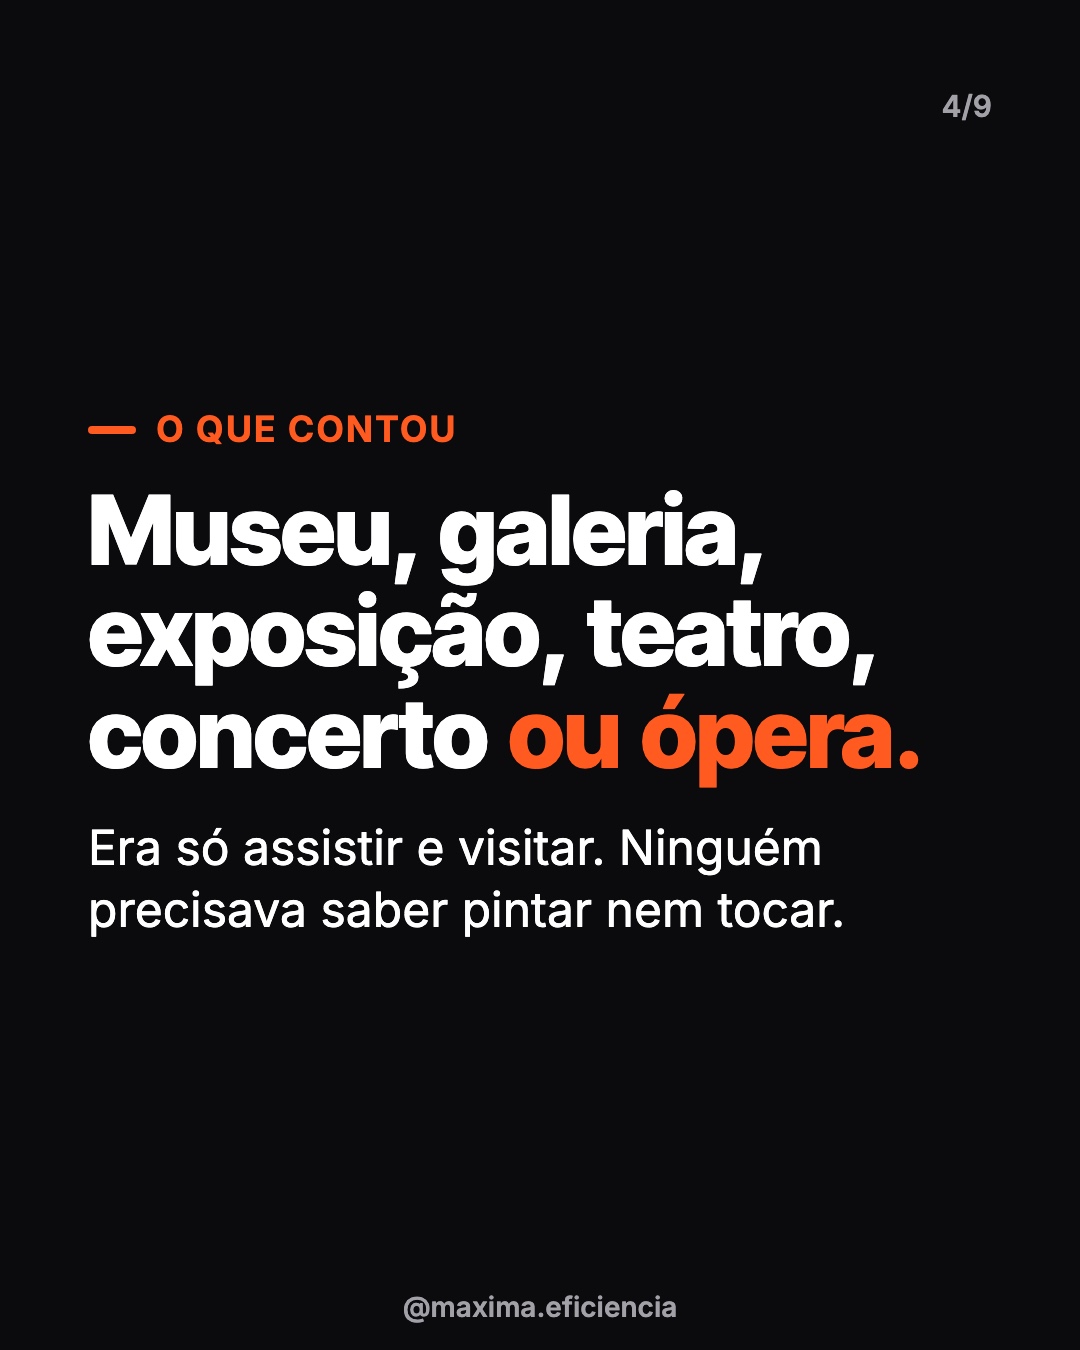 4/9
O QUE CONTOU
Museu, galeria,
exposição, teatro,
concerto ou ópera.
Era só assistir e visitar. Ninguém
precisava saber pintar nem tocar.
@maxima.eficiencia